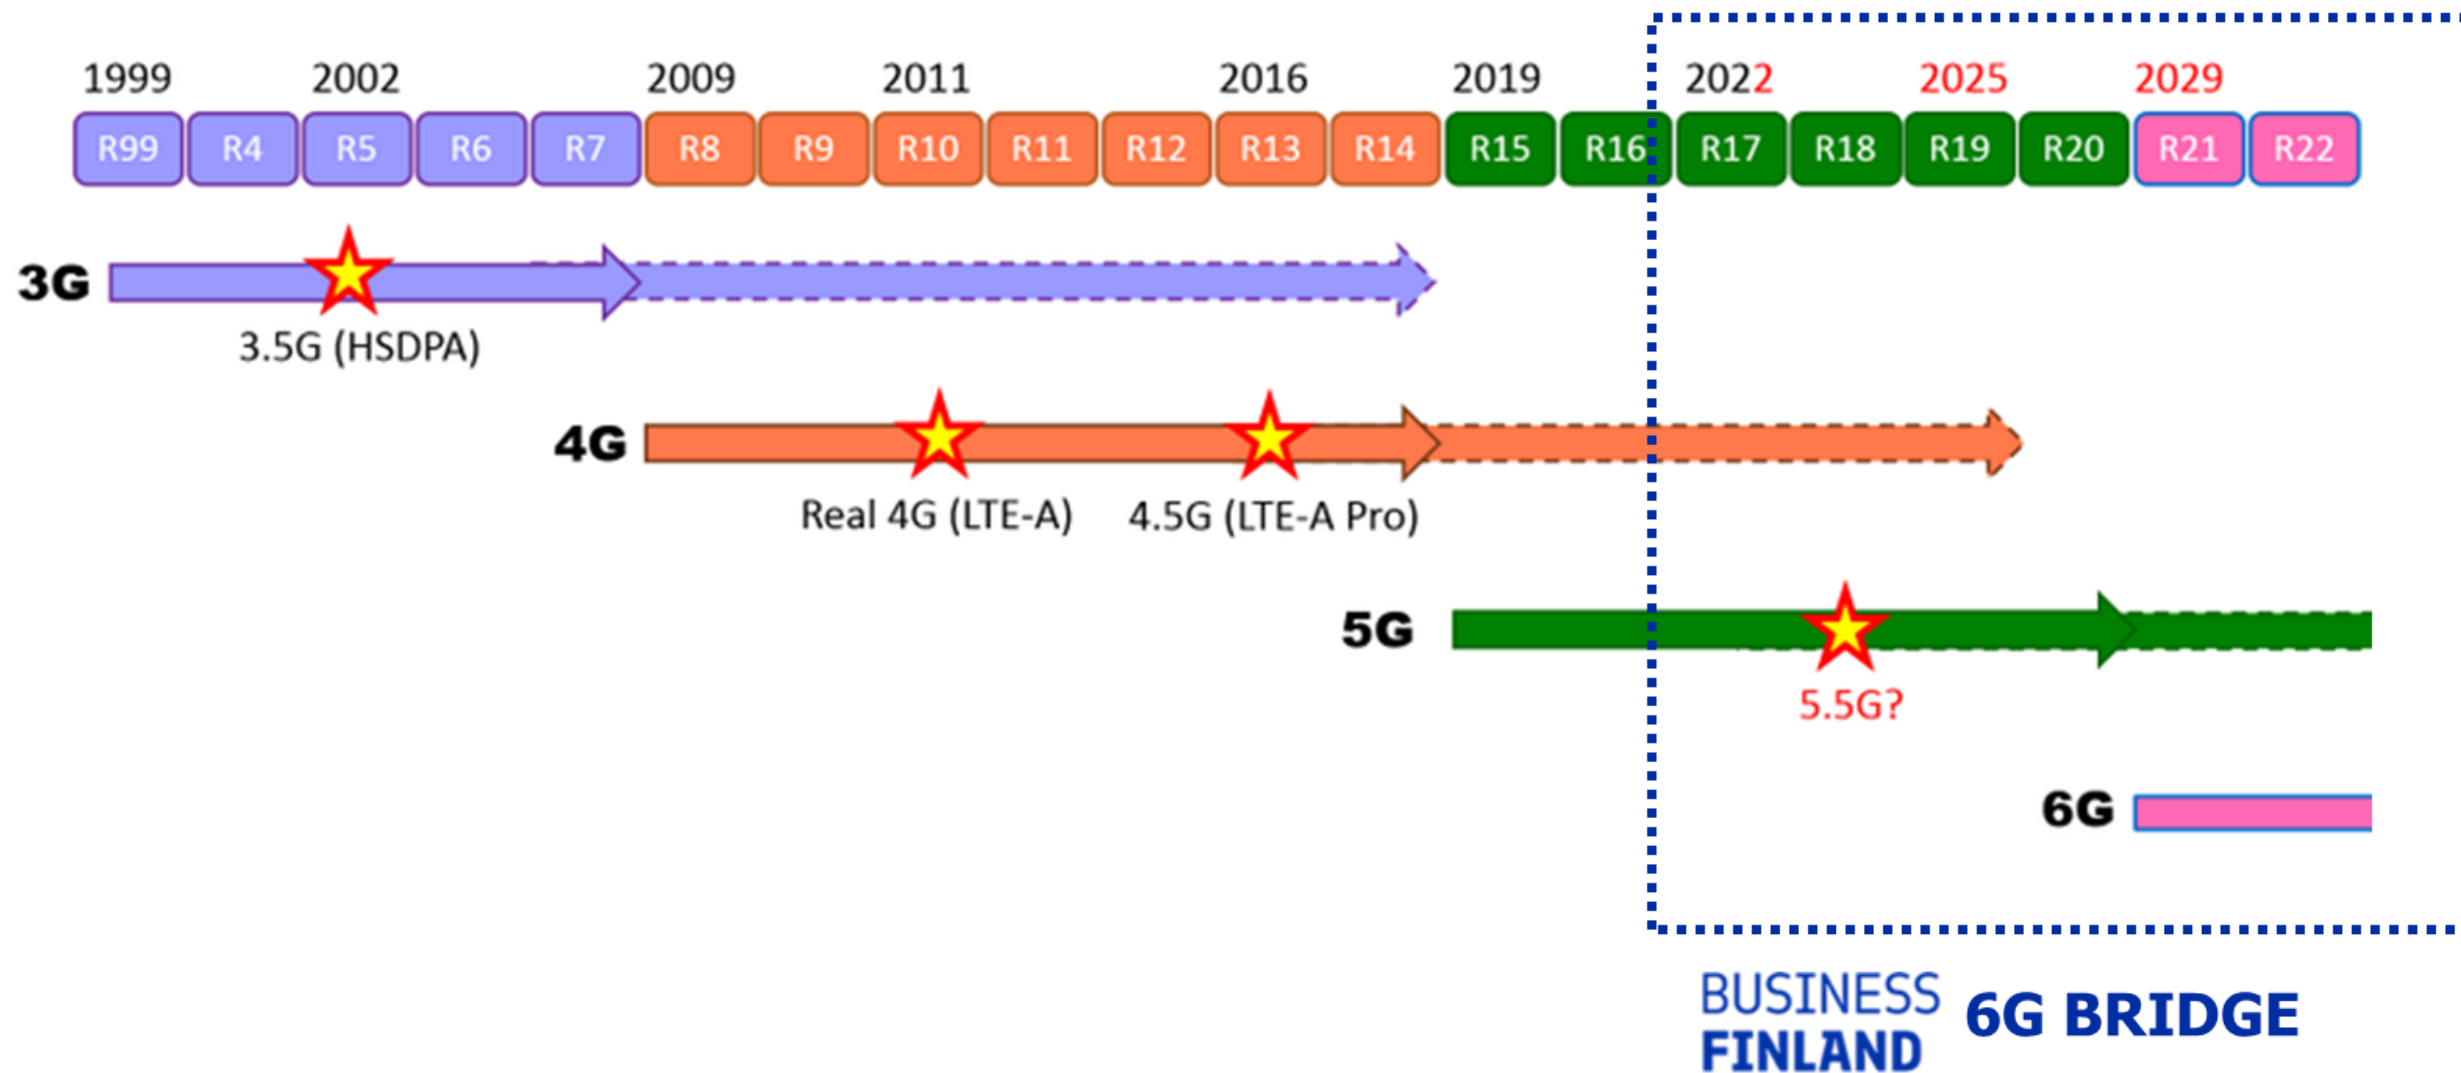 1999 2002 2009 2011 2016 2019 2022 2025 2029
R99 R4 R5 R6 R7 R8 R9 R10 R11 R12 R13 R14 R15 R16 R17 R18 R19 R20 R21 R22
3G
3.5G (HSDPA)
4G
Real 4G (LTE-A) 4.5G (LTE-A Pro)
5G
5.5G?
6G
BUSINESS
FINLAND
6G BRIDGE